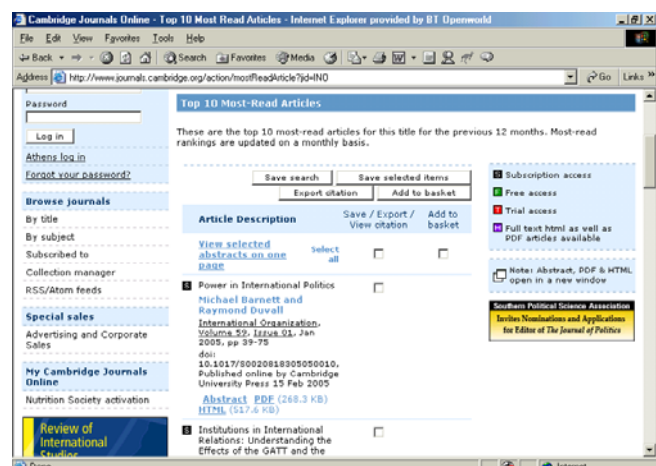 Cambridge Journals Online - Top 10 Most Read Articles - Internet Explorer provided by BT Openworld
File Edit View Favorites Tools Help
Back Search Favorites Media
Address http://www.journals.cambridge.org/action/mostReadArticle?jid=INO Go Links »
Password
Log in
Athens log in
Forgot your password?
Browse journals
By title
By subject
Subscribed to
Collection manager
RSS/Atom feeds
Special sales
Advertising and Corporate
Sales
My Cambridge Journals
Online
Nutrition Society activation
Review of
International
Studies
Top 10 Most-Read Articles
These are the top 10 most-read articles for this title for the previous 12 months. Most-read
rankings are updated on a monthly basis.
Save search Save selected items
Export citation Add to basket
Article Description Save / Export / View citation Add to basket
View selected
abstracts on one
page
Select
all
S Power in International Politics
Michael Barnett and
Raymond Duvall
International Organization,
Volume 59, Issue 01, Jan
2005, pp 39-75
doi:
10.1017/S0020818305050010,
Published online by Cambridge
University Press 15 Feb 2005
Abstract PDF (268.3 KB)
HTML (517.6 KB)
S Institutions in International
Relations: Understanding the
Effects of the GATT and the
S Subscription access
F Free access
T Trial access
H Full text html as well as
PDF articles available
Note: Abstract, PDF & HTML
open in a new window
Southern Political Science Association
Invites Nominations and Applications
for Editor of The Journal of Politics
Done
Internet